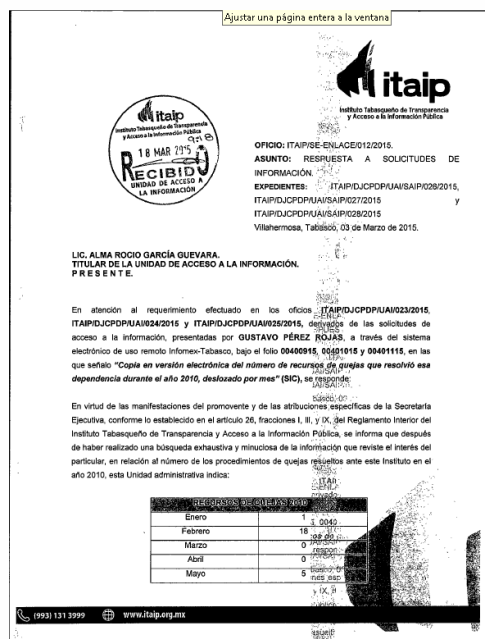 Ajustar una página entera a la ventana
itaip
Instituto Tabasqueño de Transparencia
y Acceso a la Información Pública
itaip
Instituto Tabasqueño de Transparencia
y Acceso a la Información Pública
18 MAR 2015
RECIBIDO
UNIDAD DE ACCESO A
LA INFORMACIÓN
OFICIO: ITAIP/SE-ENLACE/012/2015.
ASUNTO: RESPUESTA A SOLICITUDES DE
INFORMACIÓN.
EXPEDIENTES: ITAIP/DJCPDP/UAI/SAIP/026/2015,
ITAIP/DJCPDP/UAI/SAIP/027/2015 y
ITAIP/DJCPDP/UAI/SAIP/028/2015
Villahermosa, Tabasco, 03 de Marzo de 2015.
LIC. ALMA ROCIO GARCÍA GUEVARA.
TITULAR DE LA UNIDAD DE ACCESO A LA INFORMACIÓN.
P R E S E N T E.
En atención al requerimiento efectuado en los oficios ITAIP/DJCPDP/UAI/023/2015,
ITAIP/DJCPDP/UAI/024/2015 y ITAIP/DJCPDP/UAI/025/2015, derivados de las solicitudes de
acceso a la información, presentadas por GUSTAVO PÉREZ ROJAS, a través del sistema
electrónico de uso remoto Infomex-Tabasco, bajo el folio 00400915, 00401015 y 00401115, en las
que señalo "Copia en versión electrónica del número de recursos de quejas que resolvió esa
dependencia durante el año 2010, deslozado por mes" (SIC), se responde:
En virtud de las manifestaciones del promovente y de las atribuciones específicas de la Secretaría
Ejecutiva, conforme lo establecido en el artículo 26, fracciones I, III, y IX, del Reglamento Interior del
Instituto Tabasqueño de Transparencia y Acceso a la Información Pública, se informa que después
de haber realizado una búsqueda exhaustiva y minuciosa de la información que reviste el interés del
particular, en relación al número de los procedimientos de quejas resueltos ante este Instituto en el
año 2010, esta Unidad administrativa indica:
RECURSOS DE QUEJAS 2010
Enero 1
Febrero 18
Marzo 0
Abril 0
Mayo 5
(993) 131 3999 www.itaip.org.mx